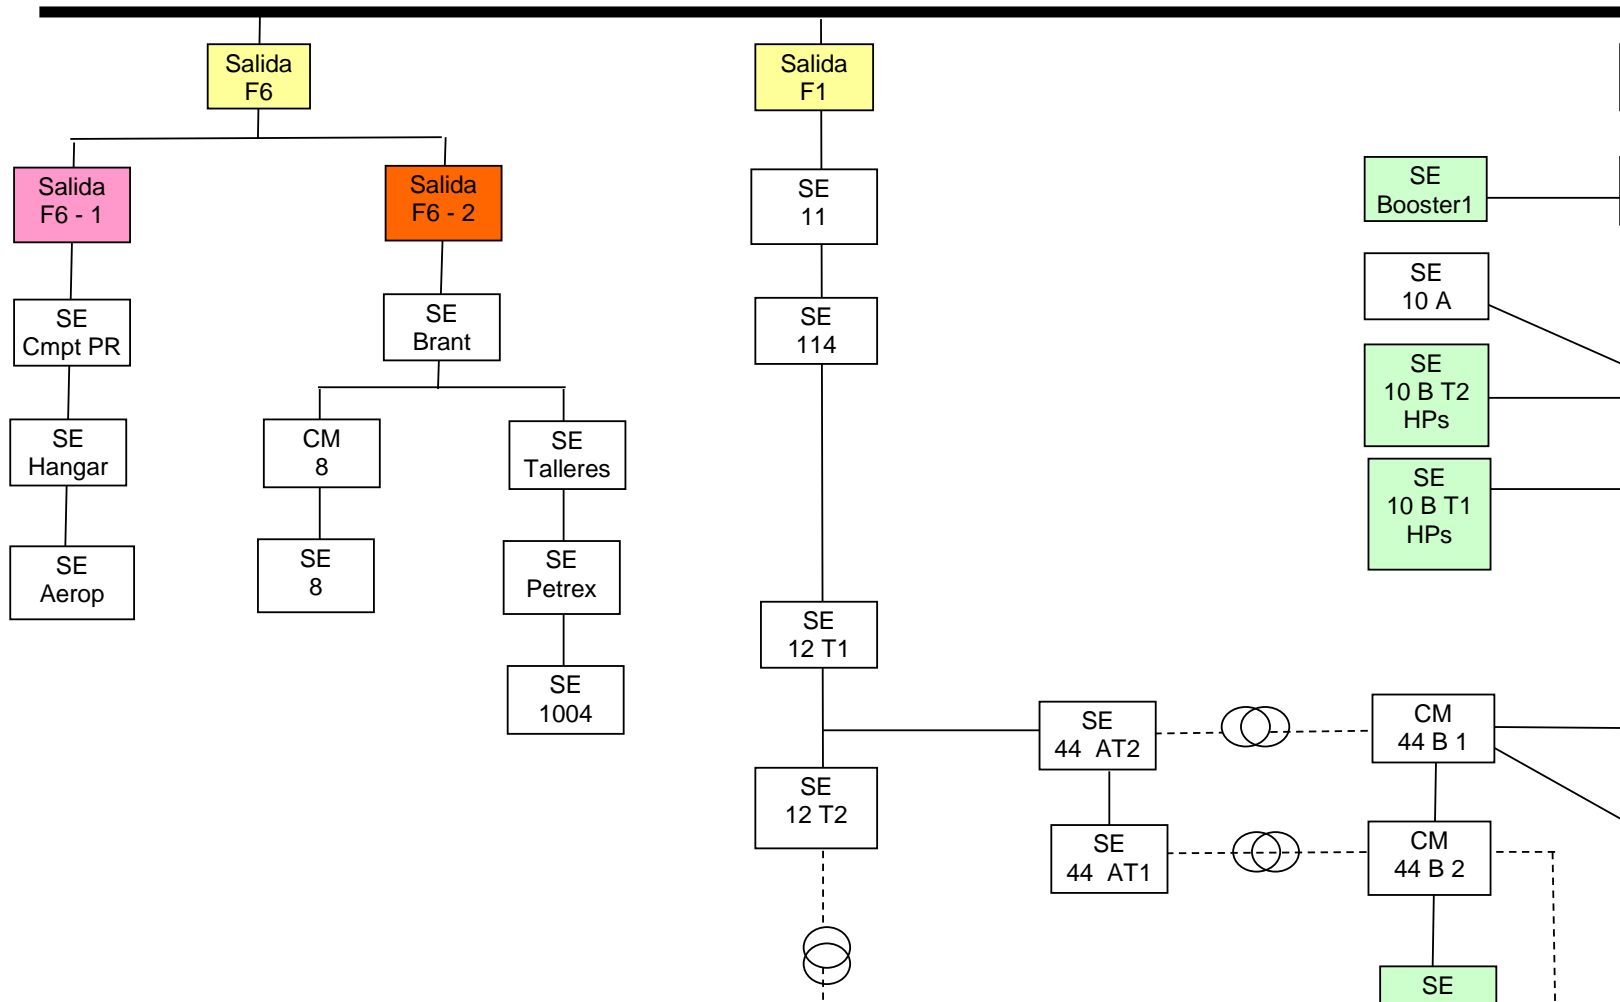 Salida
F6
Salida
F1
Salida
F6 - 1
Salida
F6 - 2
SE
11
SE
Booster1
SE
Cmpt PR
SE
Brant
SE
114
SE
10 A
SE
10 B T2
HPs
SE
Hangar
CM
8
SE
Talleres
SE
10 B T1
HPs
SE
Aerop
SE
8
SE
Petrex
SE
12 T1
SE
1004
SE
44 AT2
CM
44 B 1
SE
12 T2
SE
44 AT1
CM
44 B 2
SE